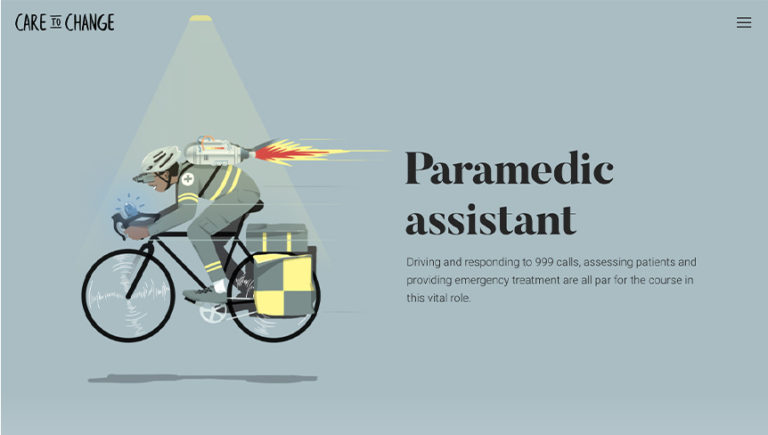 CARE TO CHANGE
Paramedic
assistant
Driving and responding to 999 calls, assessing patients and
providing emergency treatment are all par for the course in
this vital role.